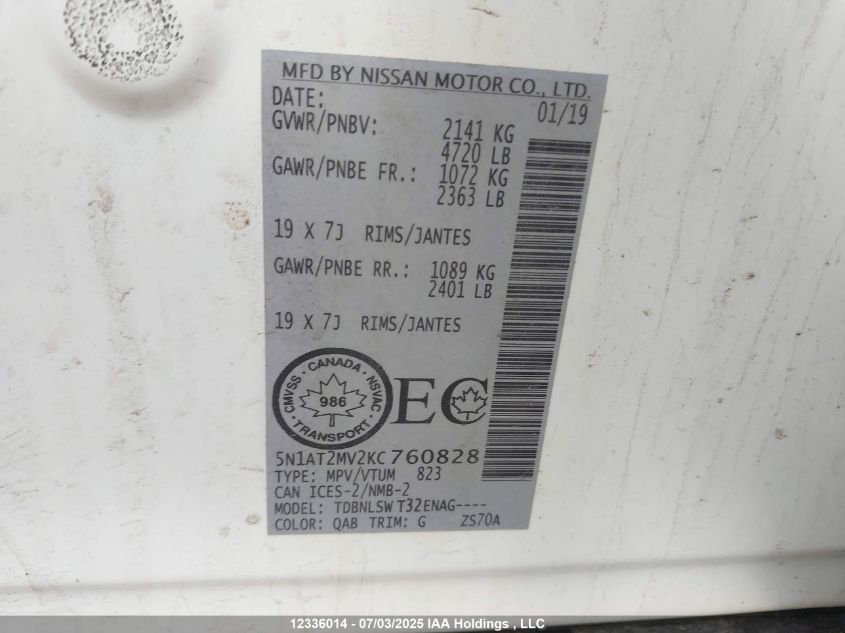 MFD BY NISSAN MOTOR CO., LTD.
DATE: 01/19
GVWR/PNBV: 2141 KG
4720 LB
GAWR/PNBE FR.: 1072 KG
2363 LB
19 X 7J RIMS/JANTES
GAWR/PNBE RR.: 1089 KG
2401 LB
19 X 7J RIMS/JANTES
CMVSS · CANADA · NSVAC · TRANSPORT ·
986
EC
5N1AT2MV2KC760828
TYPE: MPV/VTUM 823
CAN ICES-2/NMB-2
MODEL: TDBNLSW T32ENAG----
COLOR: QAB TRIM: G ZS70A
12336014 - 07/03/2025 IAA Holdings , LLC